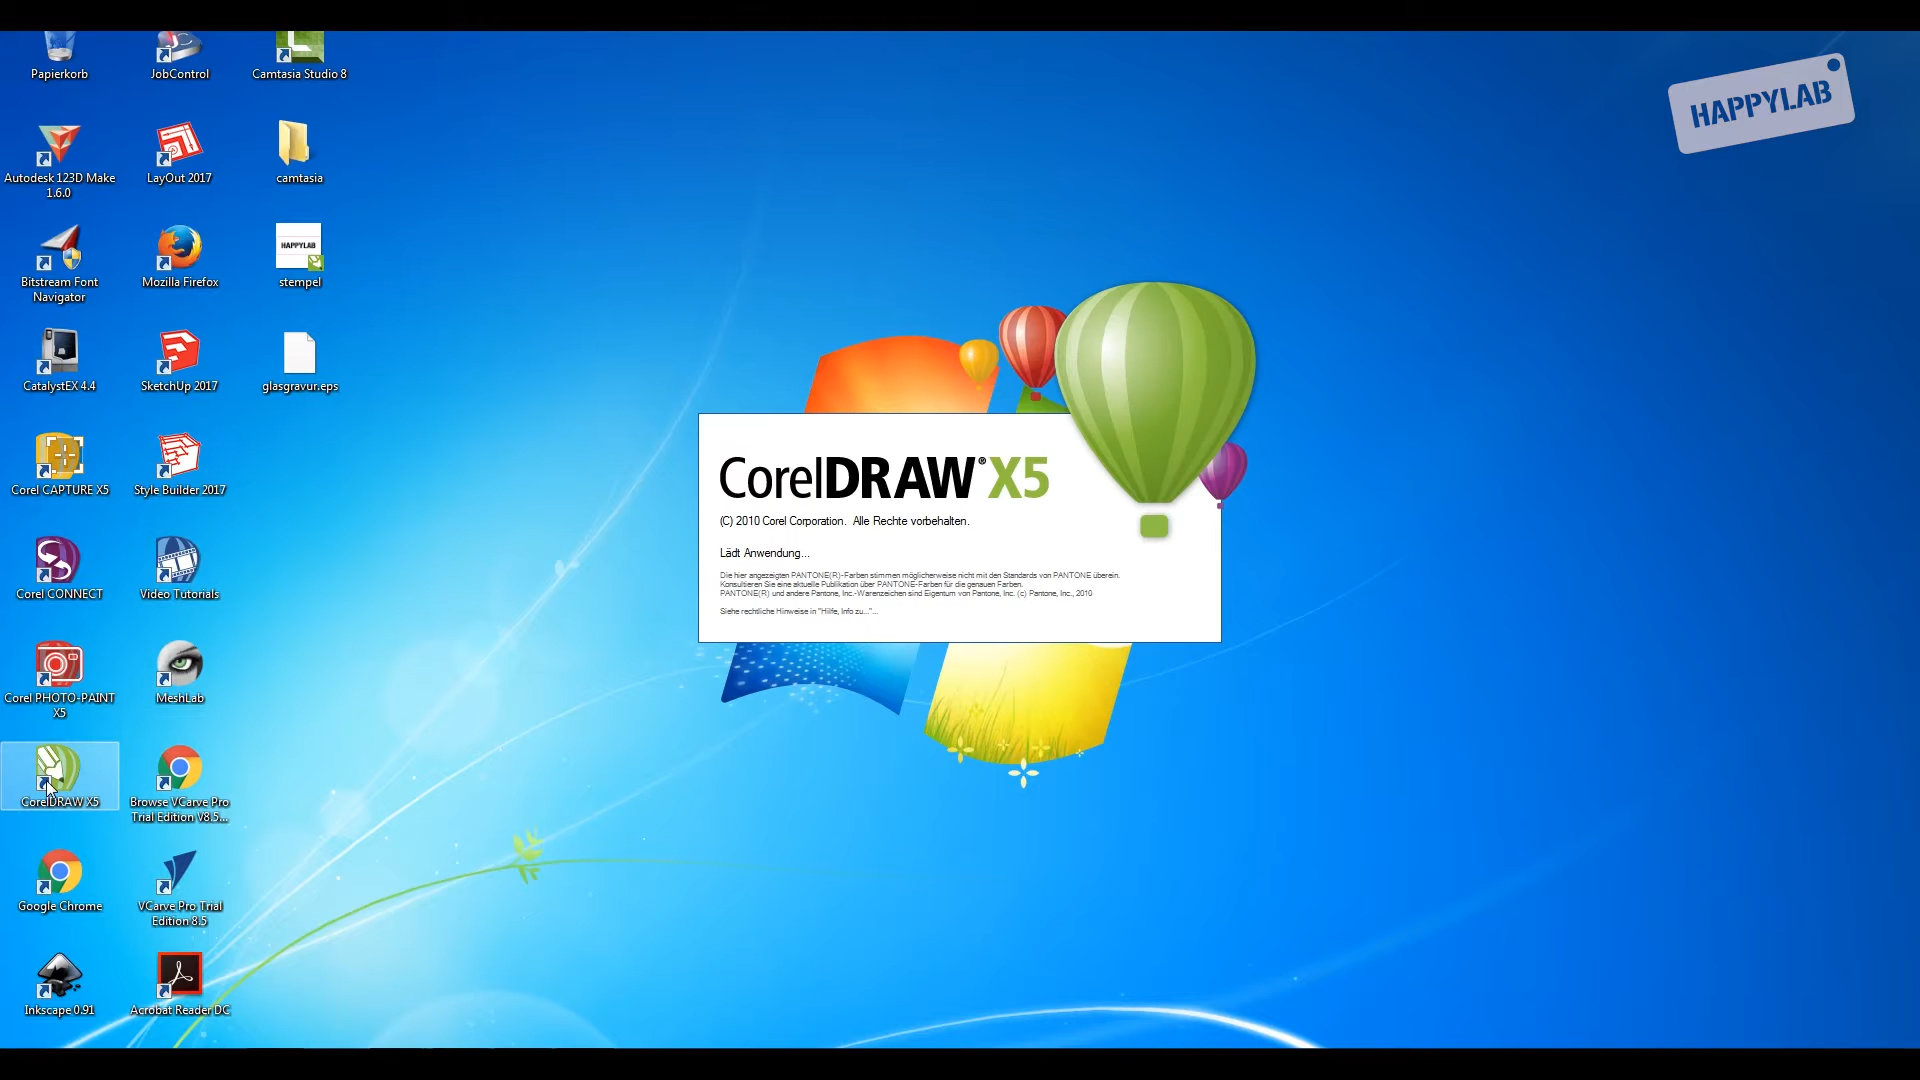 Papierkorb
JobControl
Camtasia Studio 8
HAPPYLAB
Autodesk 123D Make
1.6.0
LayOut 2017
camtasia
HAPPYLAB
Bitstream Font
Navigator
Mozilla Firefox
stempel
CatalystEX 4.4
SketchUp 2017
glasgravur.eps
Corel CAPTURE X5
Style Builder 2017
CorelDRAW® X5
(C) 2010 Corel Corporation. Alle Rechte vorbehalten.
Lädt Anwendung...
Die hier angezeigten PANTONE(R)-Farben stimmen möglicherweise nicht mit den Standards von PANTONE überein.
Konsultieren Sie eine aktuelle Publikation über PANTONE-Farben für die genauen Farben.
PANTONE(R) und andere Pantone, Inc.-Warenzeichen sind Eigentum von Pantone, Inc. (c) Pantone, Inc., 2010
Siehe rechtliche Hinweise in "Hilfe, Info zu..."...
Corel CONNECT
Video Tutorials
Corel PHOTO-PAINT
X5
MeshLab
CorelDRAW X5
Browse VCarve Pro
Trial Edition V8.5...
Google Chrome
VCarve Pro Trial
Edition 8.5
Inkscape 0.91
Acrobat Reader DC